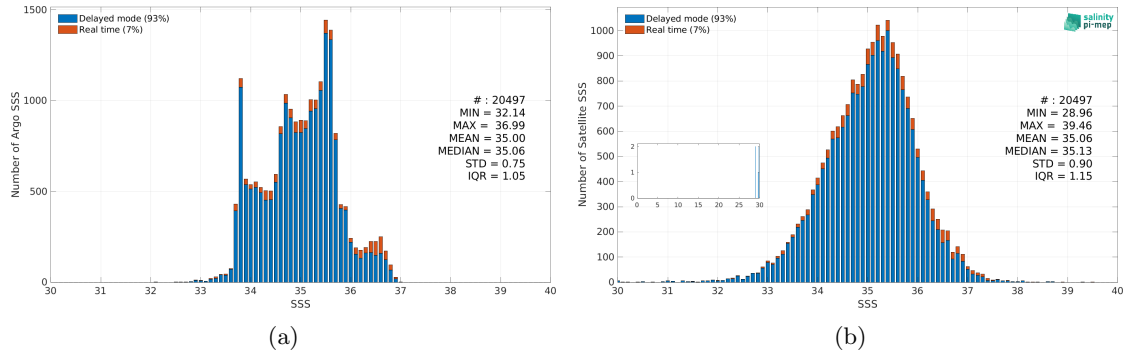 Delayed mode (93%)
Real time (7%)
1500
1000
500
0
Number of Argo SSS
# : 20497
MIN = 32.14
MAX = 36.99
MEAN = 35.00
MEDIAN = 35.06
STD = 0.75
IQR = 1.05
30 31 32 33 34 35 36 37 38 39 40
SSS
(a)
Delayed mode (93%)
Real time (7%)
salinity
pi-mep
1000
900
800
700
600
500
400
300
200
100
0
Number of Satellite SSS
# : 20497
MIN = 28.96
MAX = 39.46
MEAN = 35.06
MEDIAN = 35.13
STD = 0.90
IQR = 1.15
2
1
0
0 5 10 15 20 25 30
30 31 32 33 34 35 36 37 38 39 40
SSS
(b)